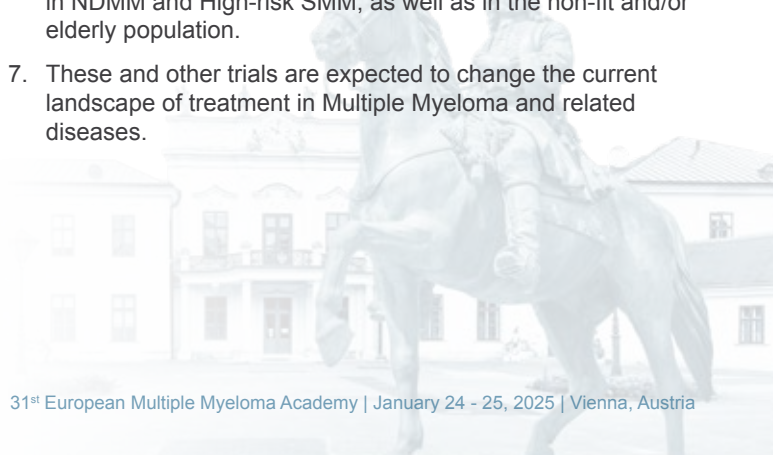 in NDMM and High-risk SMM, as well as in the non-fit and/or
elderly population.
7. These and other trials are expected to change the current
landscape of treatment in Multiple Myeloma and related
diseases.
31st European Multiple Myeloma Academy | January 24 - 25, 2025 | Vienna, Austria